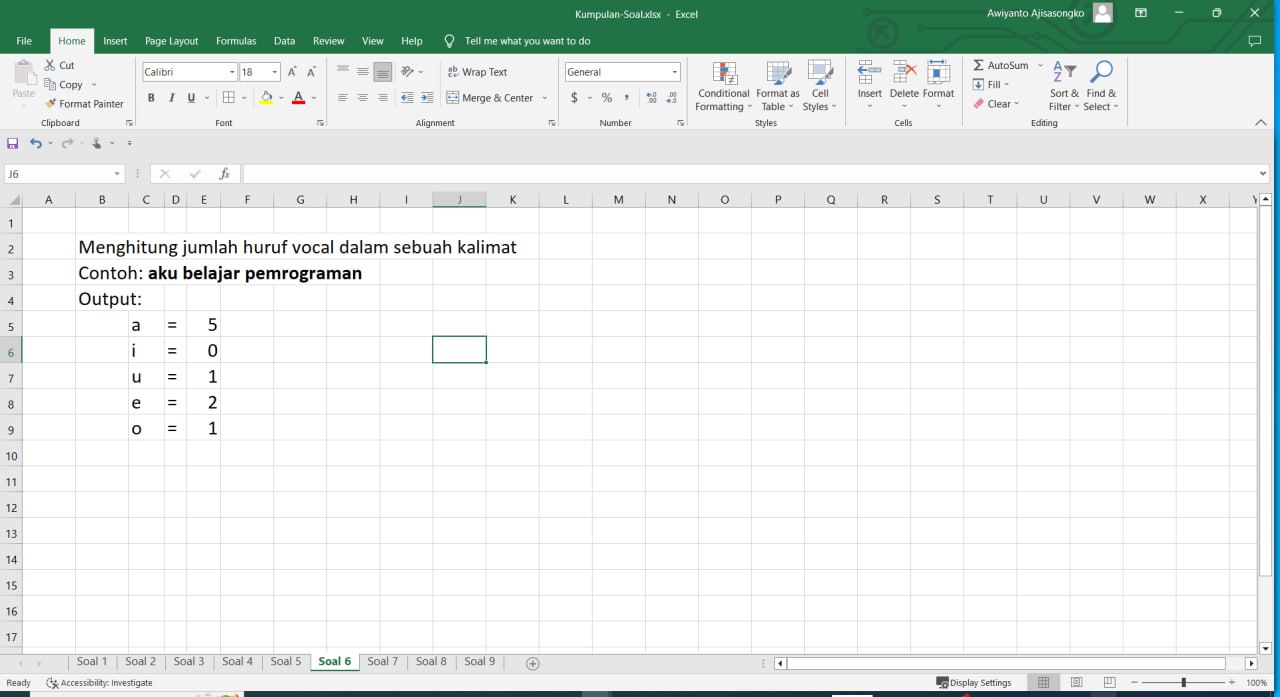 Kumpulan-Soal.xlsx - Excel
Awiyanto Ajisasongko
File Home Insert Page Layout Formulas Data Review View Help Tell me what you want to do
Paste
Cut
Copy
Format Painter
Clipboard
Calibri 18
B I U
Font
Wrap Text
Merge & Center
Alignment
General
$ % ,
Number
Conditional Formatting
Format as Table
Cell Styles
Styles
Insert Delete Format
Cells
AutoSum
Fill
Clear
Sort & Filter
Find & Select
Editing
J6
fx
A B C D E F G H I J K L M N O P Q R S T U V W X Y
1
2 Menghitung jumlah huruf vocal dalam sebuah kalimat
3 Contoh: aku belajar pemrograman
4 Output:
5 a = 5
6 i = 0
7 u = 1
8 e = 2
9 o = 1
10
11
12
13
14
15
16
17
Soal 1 Soal 2 Soal 3 Soal 4 Soal 5 Soal 6 Soal 7 Soal 8 Soal 9
Ready Accessibility: Investigate Display Settings 100%